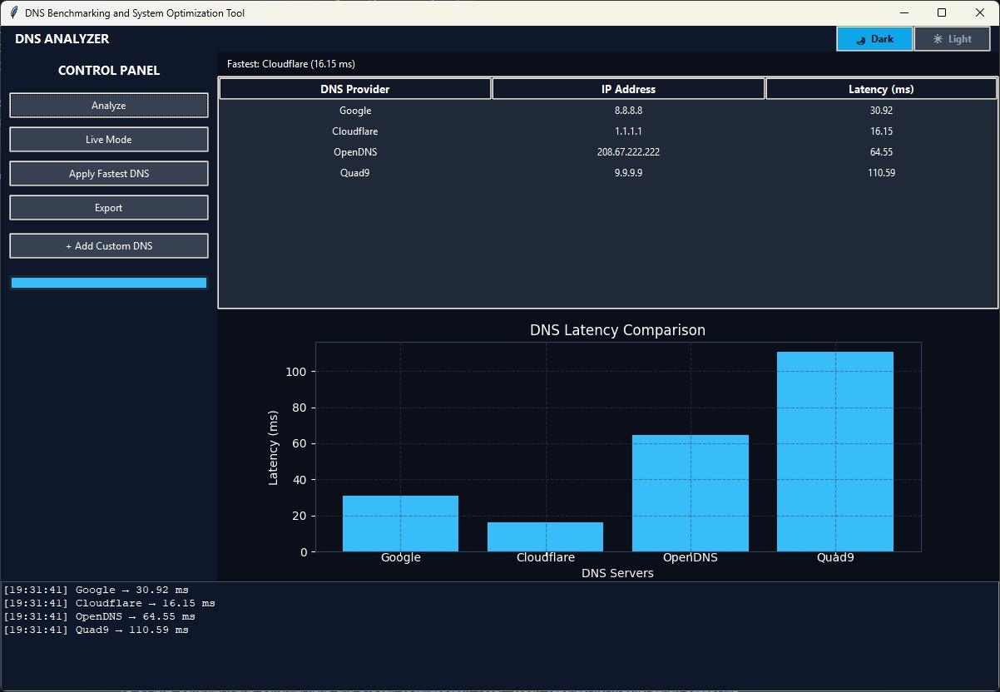 DNS Benchmarking and System Optimization Tool
DNS ANALYZER
Dark
Light
CONTROL PANEL
Analyze
Live Mode
Apply Fastest DNS
Export
+ Add Custom DNS
Fastest: Cloudflare (16.15 ms)
DNS Provider IP Address Latency (ms)
Google 8.8.8.8 30.92
Cloudflare 1.1.1.1 16.15
OpenDNS 208.67.222.222 64.55
Quad9 9.9.9.9 110.59
DNS Latency Comparison
Latency (ms)
100
80
60
40
20
0
Google Cloudflare OpenDNS Quad9
DNS Servers
[19:31:41] Google → 30.92 ms
[19:31:41] Cloudflare → 16.15 ms
[19:31:41] OpenDNS → 64.55 ms
[19:31:41] Quad9 → 110.59 ms